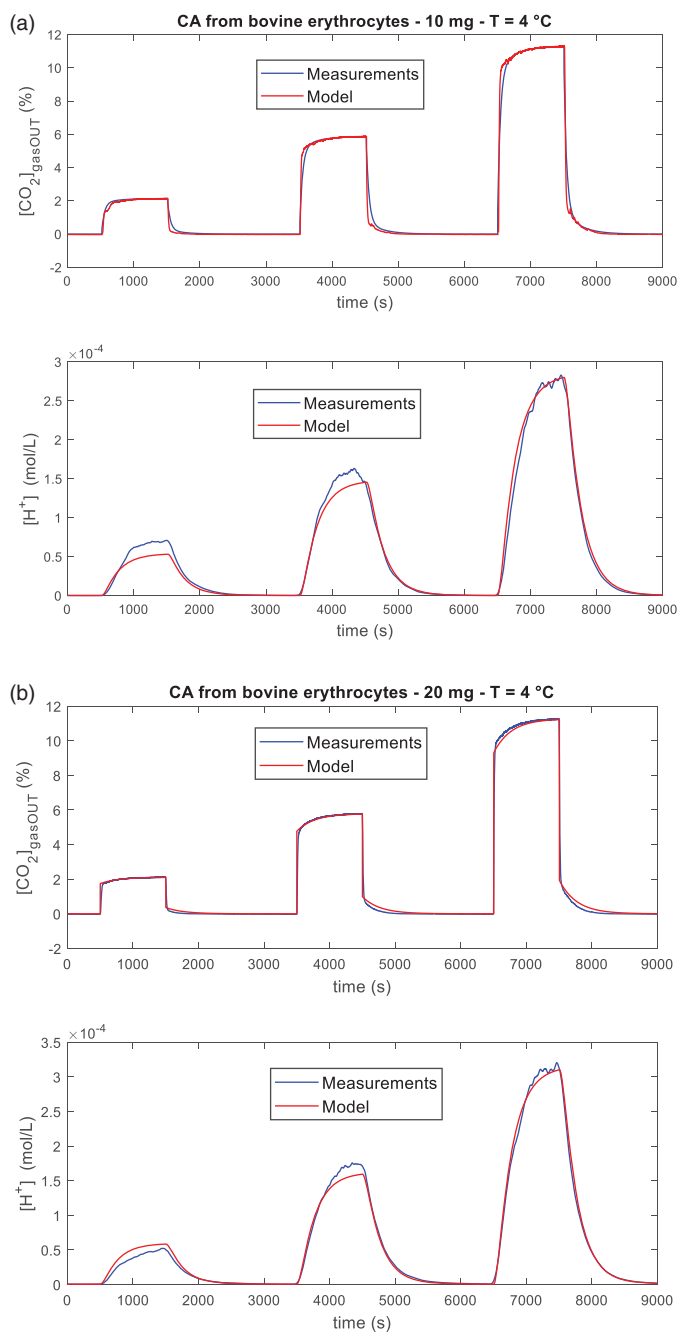 (a)
CA from bovine erythrocytes - 10 mg - T = 4 °C
[CO2]gasOUT (%)
12
10
8
6
4
2
0
-2
Measurements
Model
0 1000 2000 3000 4000 5000 6000 7000 8000 9000
time (s)
×10-4
[H+] (mol/L)
3
2.5
2
1.5
1
0.5
0
Measurements
Model
0 1000 2000 3000 4000 5000 6000 7000 8000 9000
time (s)
(b)
CA from bovine erythrocytes - 20 mg - T = 4 °C
[CO2]gasOUT (%)
12
10
8
6
4
2
0
-2
Measurements
Model
0 1000 2000 3000 4000 5000 6000 7000 8000 9000
time (s)
×10-4
[H+] (mol/L)
3.5
3
2.5
2
1.5
1
0.5
0
Measurements
Model
0 1000 2000 3000 4000 5000 6000 7000 8000 9000
time (s)